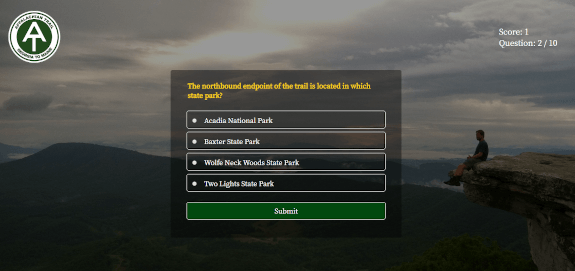 APPALACHIAN TRAIL
AT
GEORGIA TO MAINE
Score: 1
Question: 2 / 10
The northbound endpoint of the trail is located in which
state park?
Acadia National Park
Baxter State Park
Wolfe Neck Woods State Park
Two Lights State Park
Submit